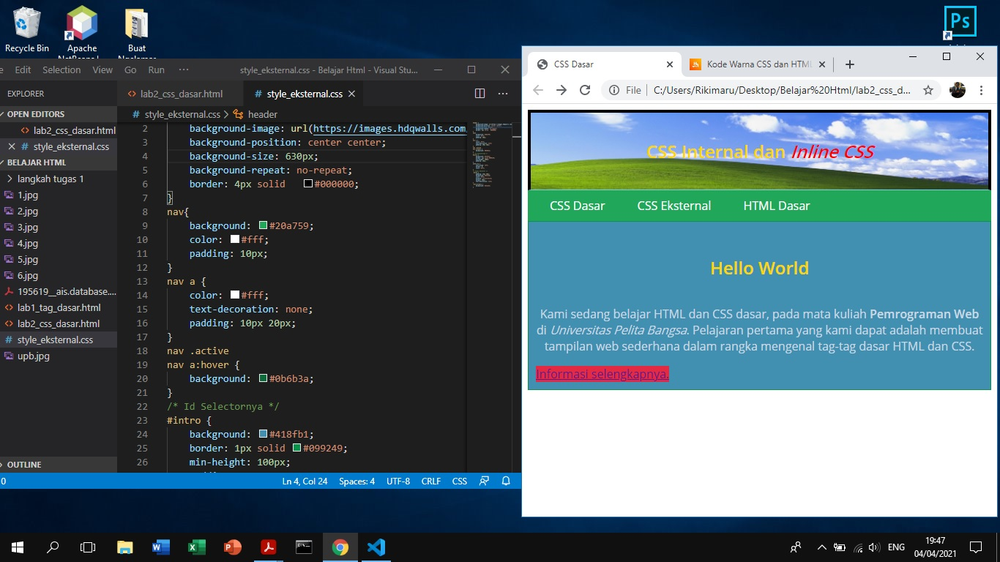 Recycle Bin
Apache
Buat
Ps
e Edit Selection View Go Run ···
style_eksternal.css - Belajar Html - Visual Stu...
EXPLORER
OPEN EDITORS
lab2_css_dasar.html
style_eksternal.css
BELAJAR HTML
langkah tugas 1
1.jpg
2.jpg
3.jpg
4.jpg
5.jpg
6.jpg
195619__ais.database....
lab1_tag_dasar.html
lab2_css_dasar.html
style_eksternal.css
upb.jpg
OUTLINE
lab2_css_dasar.html
style_eksternal.css
style_eksternal.css > header
2 background-image: url(https://images.hdqwalls.com
3 background-position: center center;
4 background-size: 630px;
5 background-repeat: no-repeat;
6 border: 4px solid #000000;
7 }
8 nav{
9 background: #20a759;
10 color: #fff;
11 padding: 10px;
12 }
13 nav a {
14 color: #fff;
15 text-decoration: none;
16 padding: 10px 20px;
17 }
18 nav .active
19 nav a:hover {
20 background: #0b6b3a;
21 }
22 /* Id Selectornya */
23 #intro {
24 background: #418fb1;
25 border: 1px solid #099249;
26 min-height: 100px;
0 Ln 4, Col 24 Spaces: 4 UTF-8 CRLF CSS
CSS Dasar
Kode Warna CSS dan HTML
File | C:/Users/Rikimaru/Desktop/Belajar%20Html/lab2_css_d...
CSS Internal dan Inline CSS
CSS Dasar CSS Eksternal HTML Dasar
Hello World
Kami sedang belajar HTML dan CSS dasar, pada mata kuliah Pemrograman Web
di Universitas Pelita Bangsa. Pelajaran pertama yang kami dapat adalah membuat
tampilan web sederhana dalam rangka mengenal tag-tag dasar HTML dan CSS.
Informasi selengkapnya.
ENG
19:47
04/04/2021